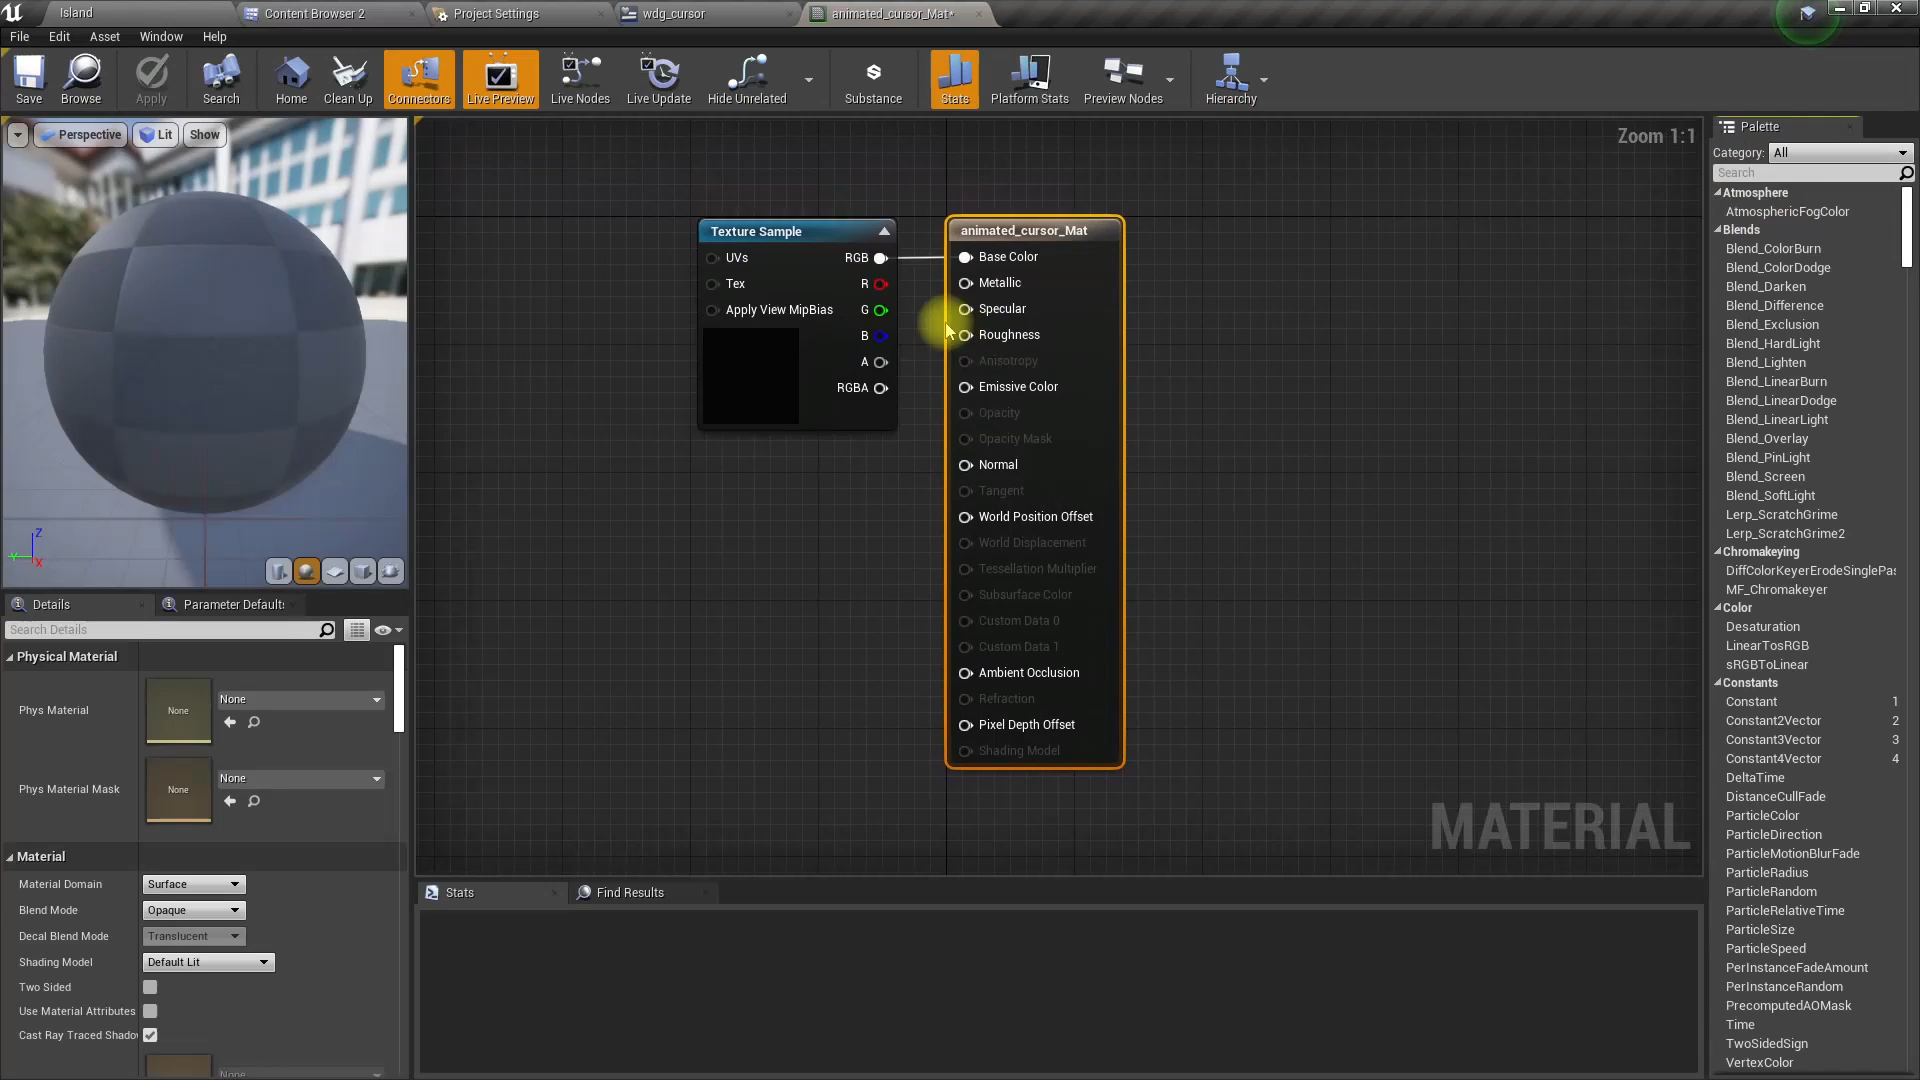 Island
Content Browser 2
Project Settings
wdg_cursor
animated_cursor_Mat*
File
Edit
Asset
Window
Help
Save
Browse
Apply
Search
Home
Clean Up
Connectors
Live Preview
Live Nodes
Live Update
Hide Unrelated
Substance
Stats
Platform Stats
Preview Nodes
Hierarchy
Perspective
Lit
Show
Z
Y
X
Zoom 1:1
Texture Sample
UVs
RGB
Tex
R
Apply View MipBias
G
B
A
RGBA
animated_cursor_Mat
Base Color
Metallic
Specular
Roughness
Anisotropy
Emissive Color
Opacity
Opacity Mask
Normal
Tangent
World Position Offset
World Displacement
Tessellation Multiplier
Subsurface Color
Custom Data 0
Custom Data 1
Ambient Occlusion
Refraction
Pixel Depth Offset
Shading Model
MATERIAL
Details
Parameter Default
Search Details
Physical Material
Phys Material
None
None
Phys Material Mask
None
None
Material
Material Domain
Surface
Blend Mode
Opaque
Decal Blend Mode
Translucent
Shading Model
Default Lit
Two Sided
Use Material Attributes
Cast Ray Traced Shado
None
Stats
Find Results
Palette
Category:
All
Search
Atmosphere
AtmosphericFogColor
Blends
Blend_ColorBurn
Blend_ColorDodge
Blend_Darken
Blend_Difference
Blend_Exclusion
Blend_HardLight
Blend_Lighten
Blend_LinearBurn
Blend_LinearDodge
Blend_LinearLight
Blend_Overlay
Blend_PinLight
Blend_Screen
Blend_SoftLight
Lerp_ScratchGrime
Lerp_ScratchGrime2
Chromakeying
DiffColorKeyerErodeSinglePas
MF_Chromakeyer
Color
Desaturation
LinearTosRGB
sRGBToLinear
Constants
Constant 1
Constant2Vector 2
Constant3Vector 3
Constant4Vector 4
DeltaTime
DistanceCullFade
ParticleColor
ParticleDirection
ParticleMotionBlurFade
ParticleRadius
ParticleRandom
ParticleRelativeTime
ParticleSize
ParticleSpeed
PerInstanceFadeAmount
PerInstanceRandom
PrecomputedAOMask
Time
TwoSidedSign
VertexColor